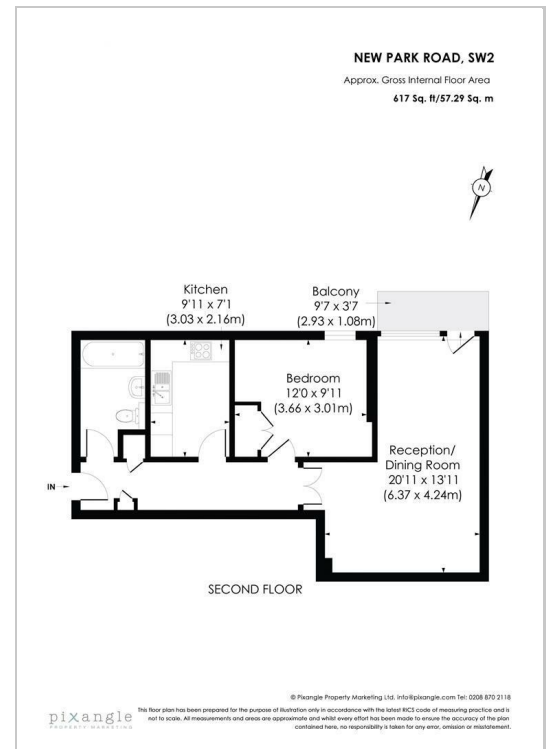 NEW PARK ROAD, SW2
Approx. Gross Internal Floor Area
617 Sq. ft/57.29 Sq. m
N
Kitchen
9'11 x 7'1
(3.03 x 2.16m)
Balcony
9'7 x 3'7
(2.93 x 1.08m)
Bedroom
12'0 x 9'11
(3.66 x 3.01m)
Reception/
Dining Room
20'11 x 13'11
(6.37 x 4.24m)
IN
SECOND FLOOR
© Pixangle Property Marketing Ltd, info@pixangle.com Tel: 0208 870 2118
pixangle
PROPERTY MARKETING
This floor plan has been prepared for the purpose of illustration only in accordance with the latest RICS code of measuring practice and is
not to scale. All measurements and areas are approximate and whilst every effort has been made to ensure the accuracy of the plan
contained here, no responsibility is taken for any error, omission or misstatement.